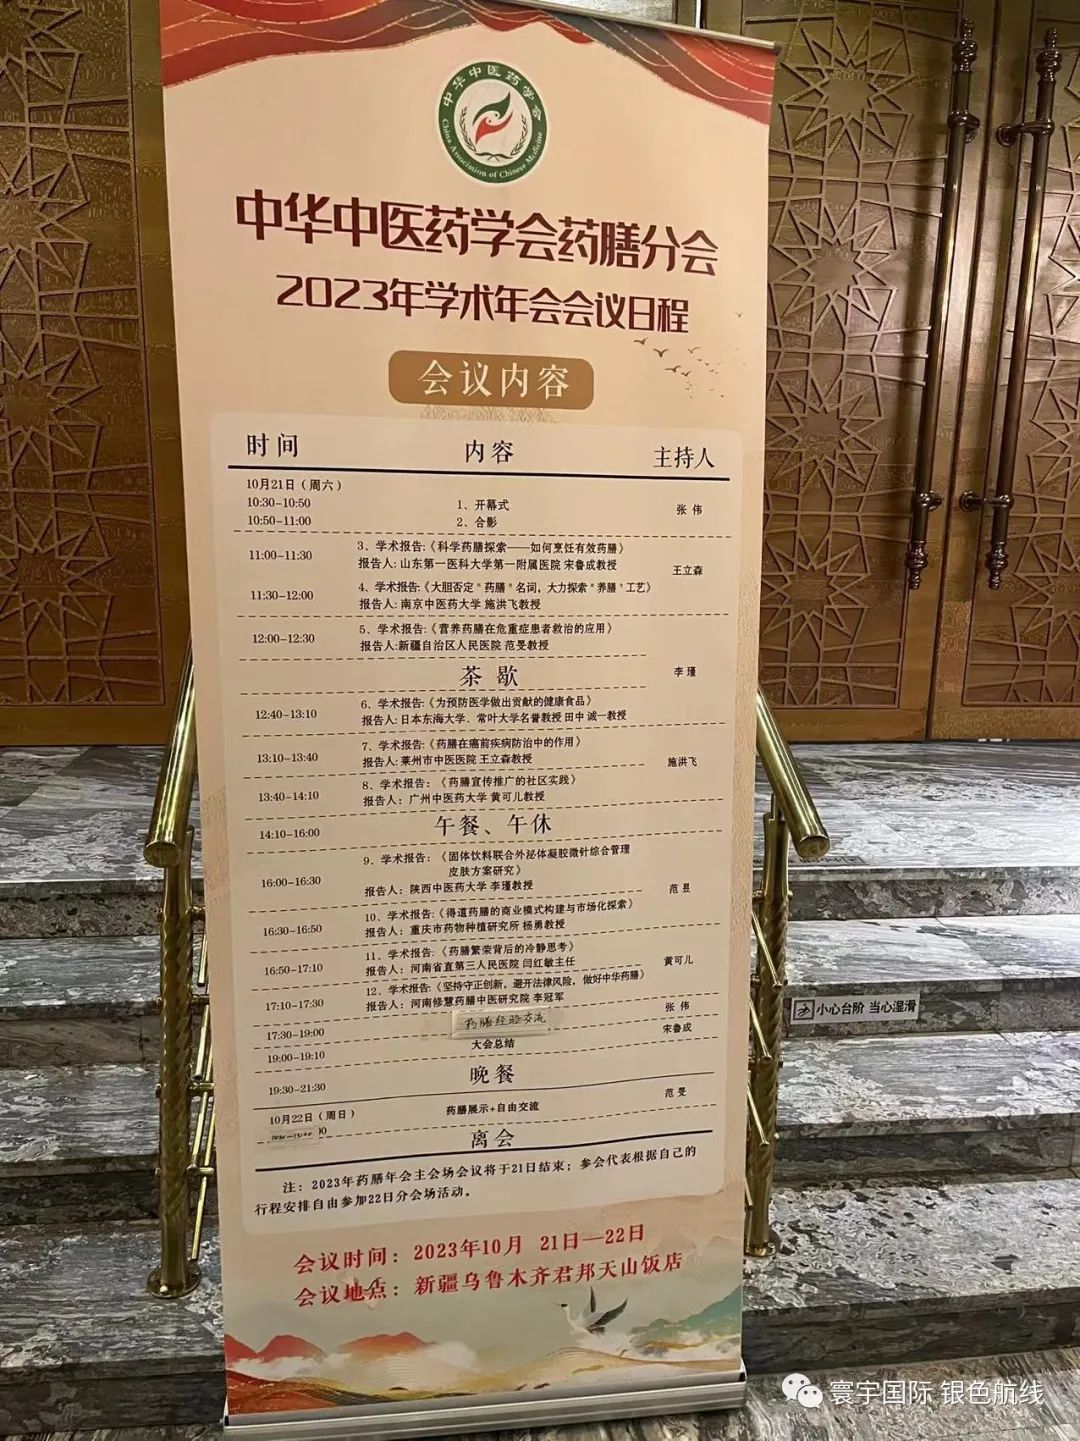 中华中医药学会
China Association of Chinese Medicine
中华中医药学会药膳分会
2023年学术年会会议日程
会议内容
时间 内容 主持人
10月21日（周六）
10:30-10:50 1、开幕式 张 伟
10:50-11:00 2、合影
11:00-11:30 3、学术报告:《科学药膳探索——如何烹饪有效药膳》
报告人: 山东第一医科大学第一附属医院 宋鲁成教授
王立森
11:30-12:00 4、学术报告:《大胆否定"药膳"名词，大力探索"养膳"工艺》
报告人: 南京中医药大学 施洪飞教授
12:00-12:30 5、学术报告:《营养药膳在危重症患者救治的应用》
报告人:新疆自治区人民医院 范旻教授
茶 歇 李 瑾
12:40-13:10 6、学术报告:《为预防医学做出贡献的健康食品》
报告人: 日本东海大学、常叶大学名誉教授 田中 诚一教授
13:10-13:40 7、学术报告:《药膳在癌前疾病防治中的作用》
报告人: 莱州市中医医院 王立森教授
施洪飞
13:40-14:10 8、学术报告: 《药膳宣传推广的社区实践》
报告人: 广州中医药大学 黄可儿教授
14:10-16:00 午餐、午休
16:00-16:30 9、学术报告: 《固体饮料联合外泌体凝胶微针综合管理
皮肤方案研究》
报告人: 陕西中医药大学 李瑾教授
范 昱
16:30-16:50 10、学术报告:《得道药膳的商业模式构建与市场化探索》
报告人: 重庆市药物种植研究所 杨勇教授
16:50-17:10 11、学术报告:《药膳繁荣背后的冷静思考》
报告人: 河南省直第三人民医院 闫红敏主任
黄可儿
17:10-17:30 12、学术报告:《坚持守正创新，避开法律风险，做好中华药膳》
报告人: 河南修慧药膳中医研究院 李冠军
17:30-19:00 药膳经验交流 张 伟
19:00-19:10 大会总结 宋鲁成
19:30-21:30 晚餐
10月22日（周日） 药膳展示+自由交流 范 旻
离会
注: 2023年药膳年会主会场会议将于21日结束；参会代表根据自己的
行程安排自由参加22日分会场活动。
会议时间: 2023年10月 21日—22日
会议地点: 新疆乌鲁木齐君邦天山饭店
小心台阶 当心湿滑
寰宇国际 银色航线